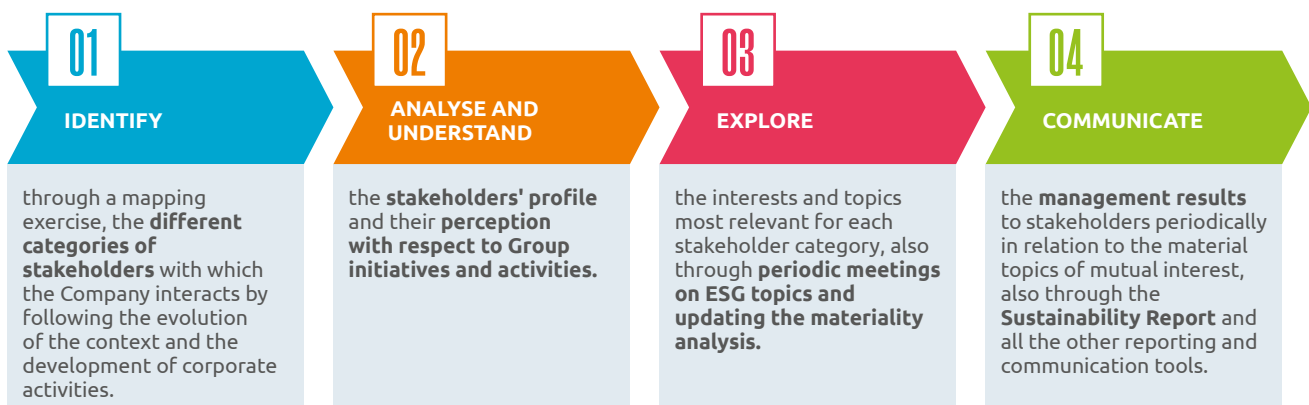 01
IDENTIFY
through a mapping
exercise, the different
categories of
stakeholders with which
the Company interacts by
following the evolution
of the context and the
development of corporate
activities.
02
ANALYSE AND
UNDERSTAND
the stakeholders' profile
and their perception
with respect to Group
initiatives and activities.
03
EXPLORE
the interests and topics
most relevant for each
stakeholder category, also
through periodic meetings
on ESG topics and
updating the materiality
analysis.
04
COMMUNICATE
the management results
to stakeholders periodically
in relation to the material
topics of mutual interest,
also through the
Sustainability Report and
all the other reporting and
communication tools.